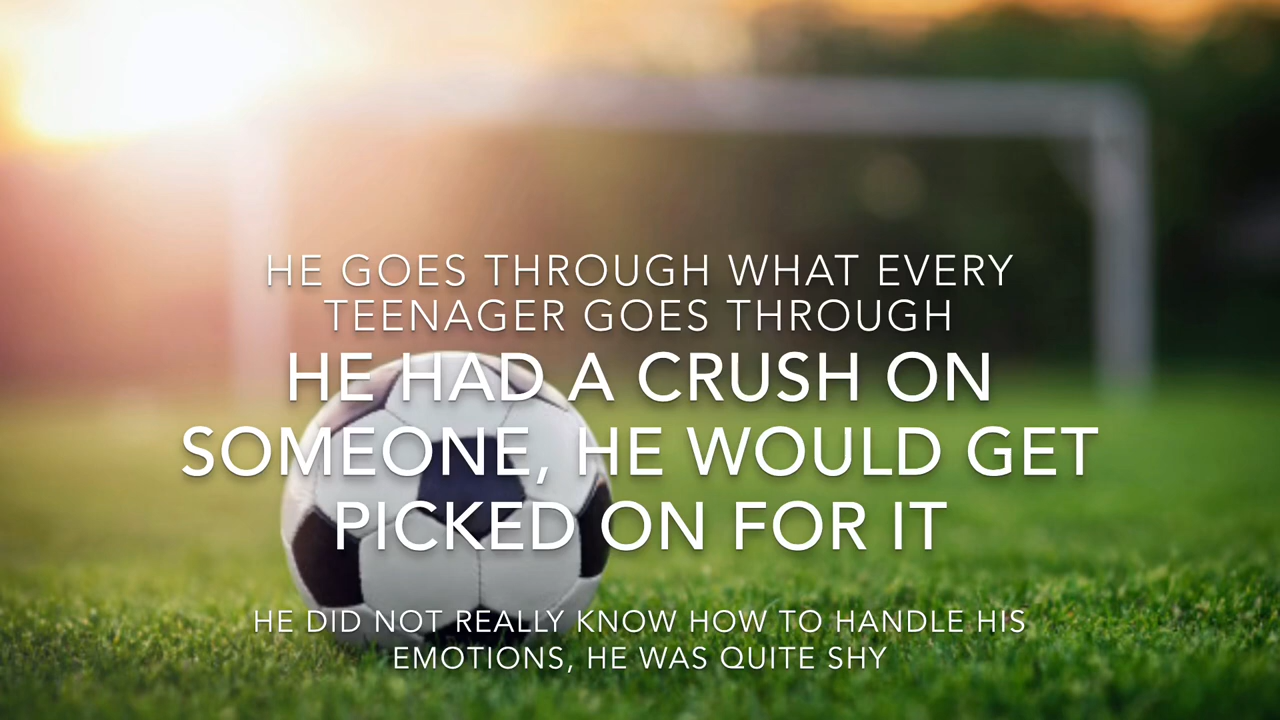 HE GOES THROUGH WHAT EVERY
TEENAGER GOES THROUGH
HE HAD A CRUSH ON
SOMEONE, HE WOULD GET
PICKED ON FOR IT
HE DID NOT REALLY KNOW HOW TO HANDLE HIS
EMOTIONS, HE WAS QUITE SHY